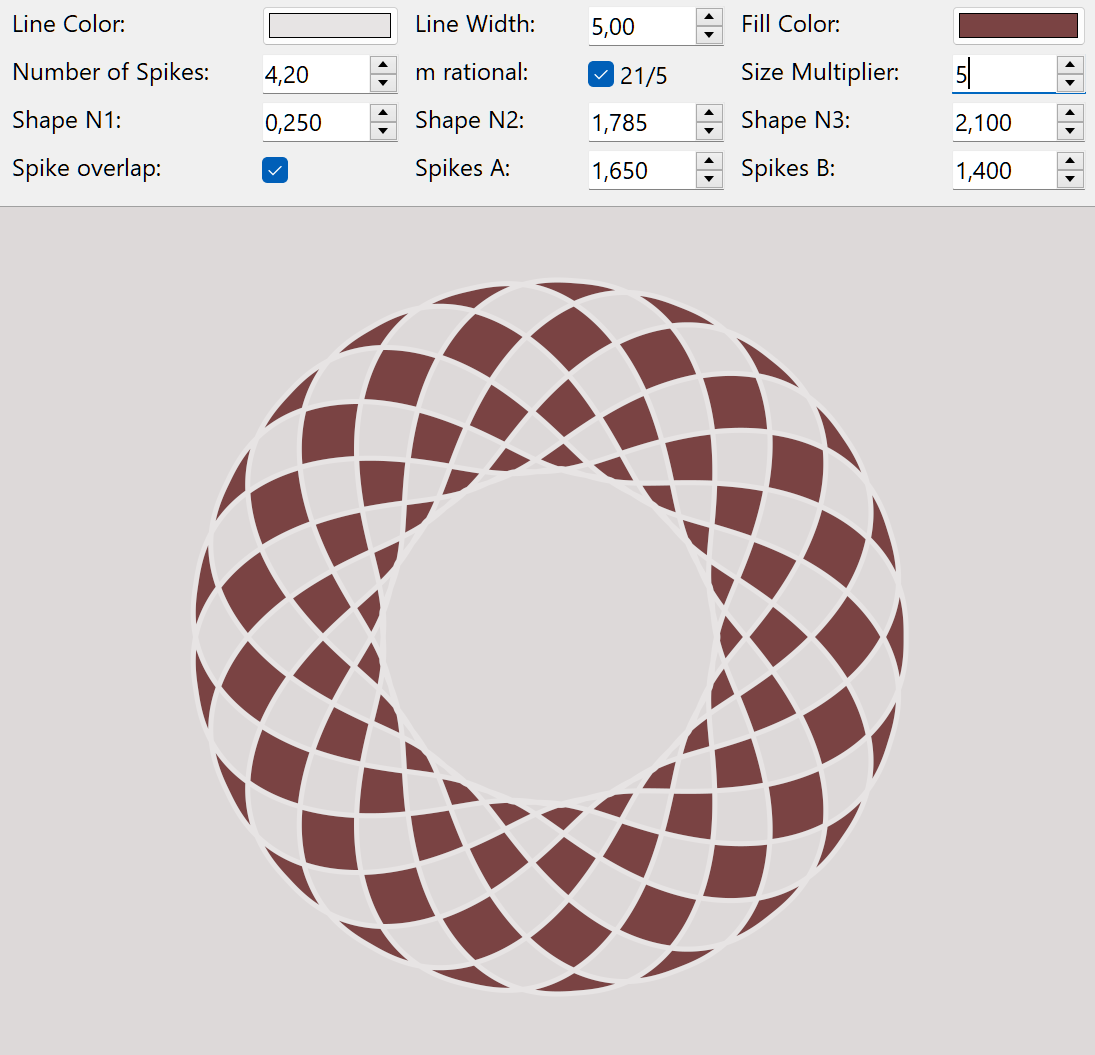 Line Color: Line Width: 5,00 Fill Color:
Number of Spikes: 4,20 m rational: 21/5 Size Multiplier: 5
Shape N1: 0,250 Shape N2: 1,785 Shape N3: 2,100
Spike overlap: Spikes A: 1,650 Spikes B: 1,400